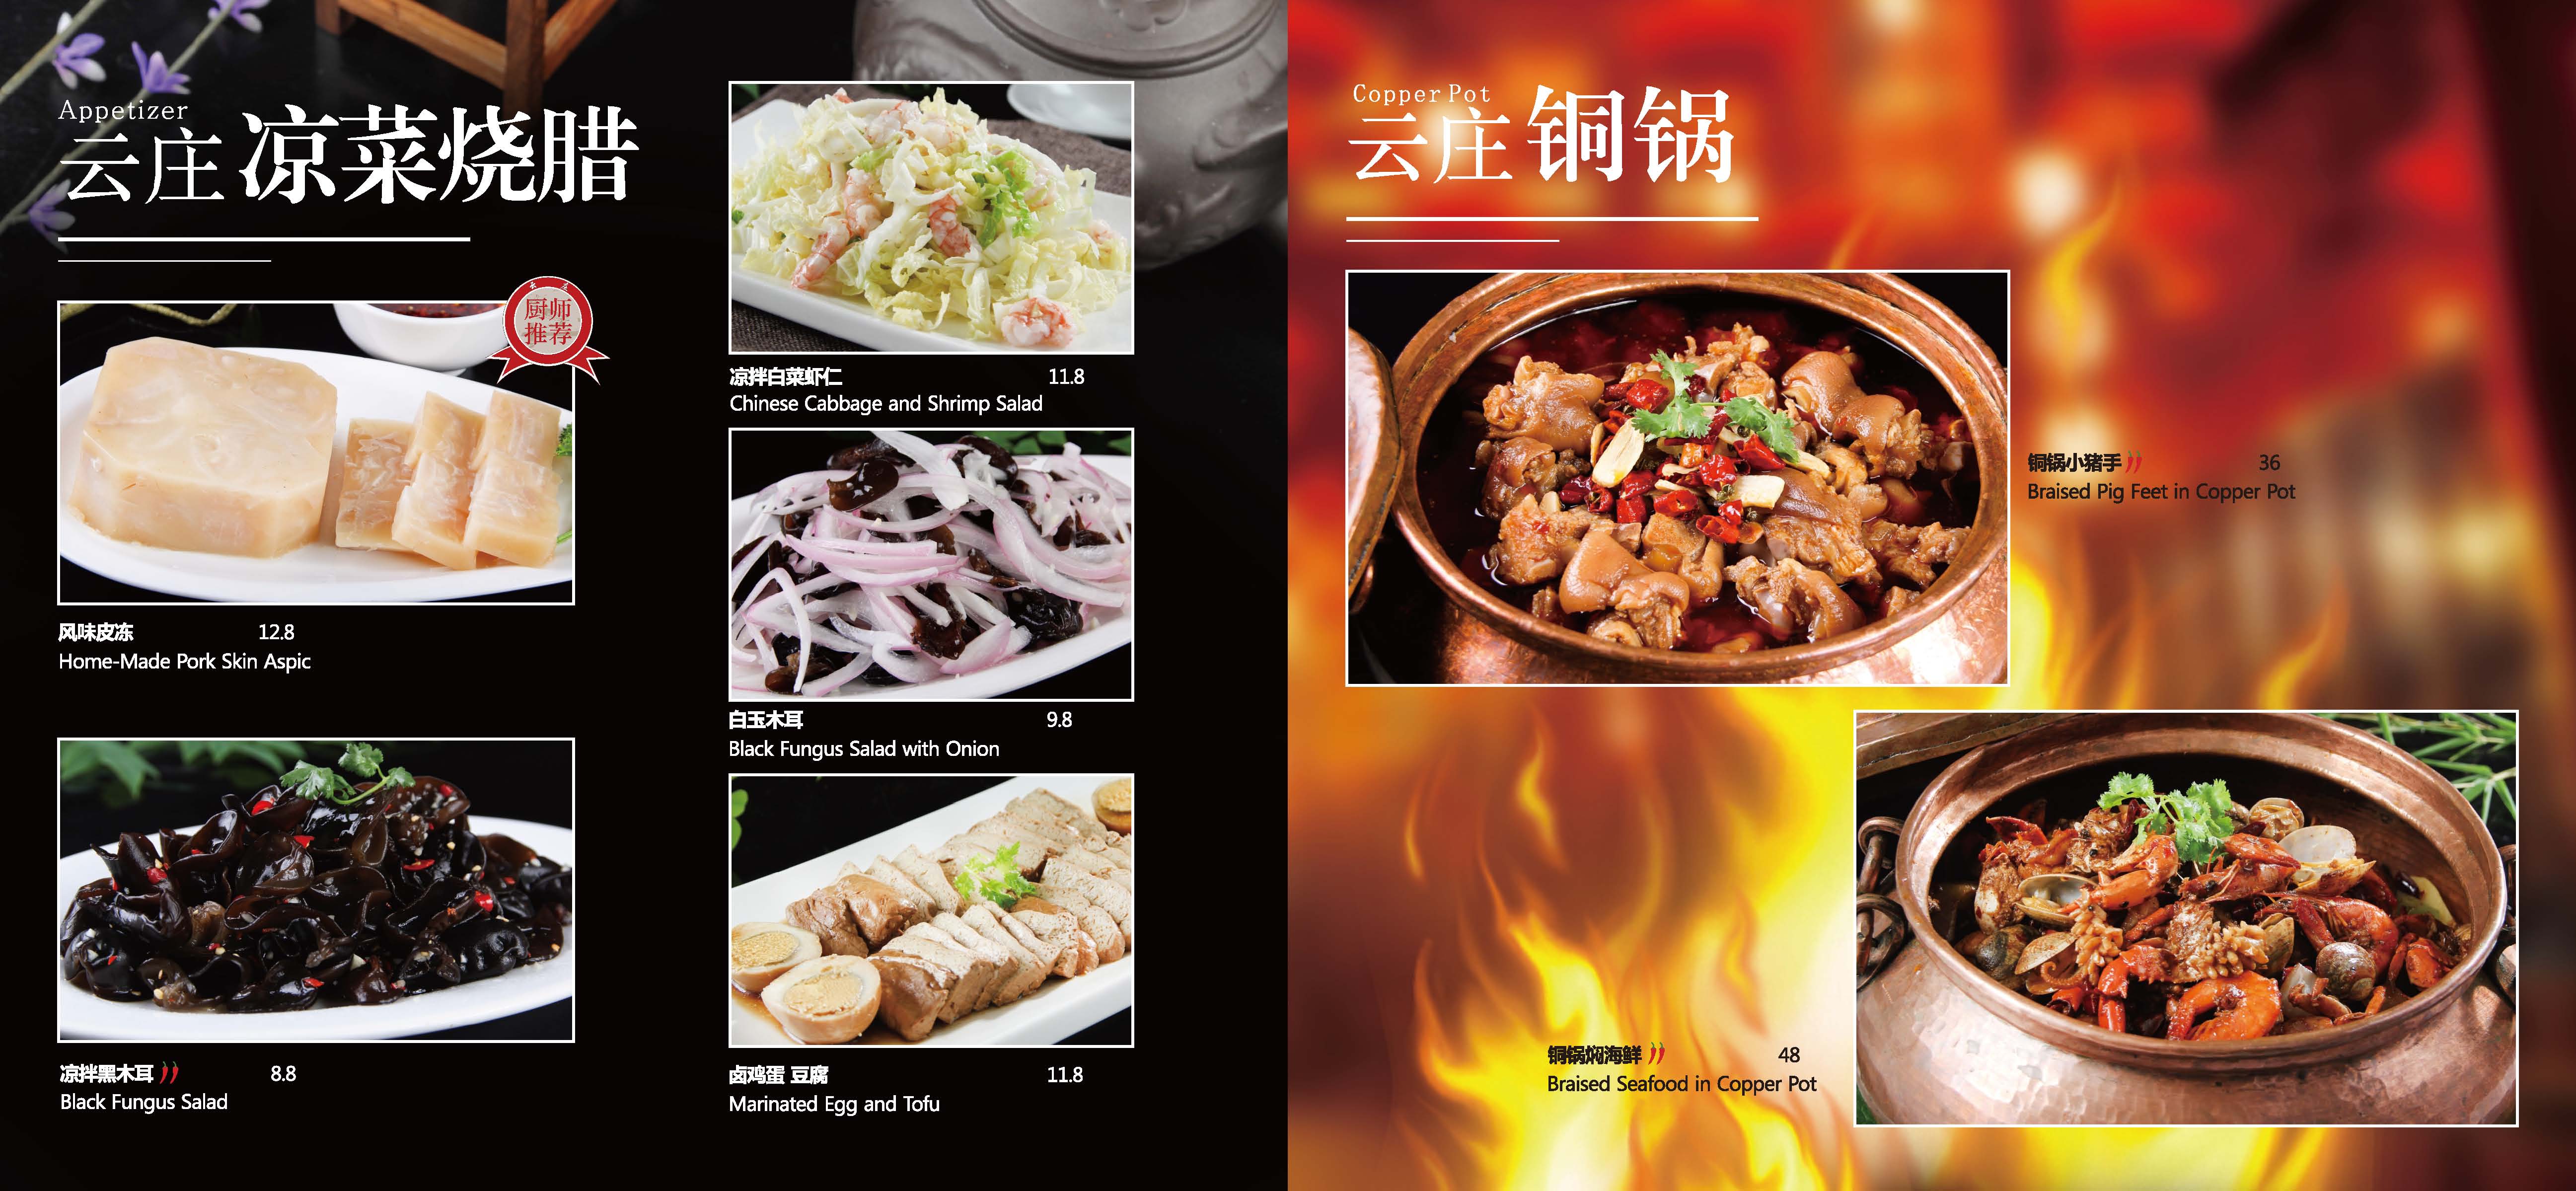 Appetizer
云庄 凉菜烧腊
厨师
推荐
风味皮冻 12.8
Home-Made Pork Skin Aspic
凉拌黑木耳 8.8
Black Fungus Salad
凉拌白菜虾仁 11.8
Chinese Cabbage and Shrimp Salad
白玉木耳 9.8
Black Fungus Salad with Onion
卤鸡蛋 豆腐 11.8
Marinated Egg and Tofu
Copper Pot
云庄 铜锅
铜锅小猪手 36
Braised Pig Feet in Copper Pot
铜锅焖海鲜 48
Braised Seafood in Copper Pot